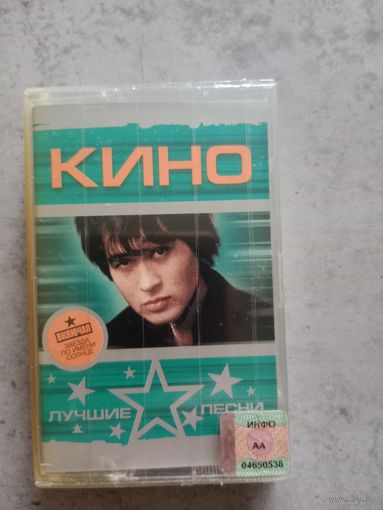 КИНО
ВКЛЮЧАЯ
ЗВЕЗДА
ПО ИМЕНИ
СОЛНЦЕ
ЛУЧШИЕ ПЕСНИ
ИНФО
АА
04650538